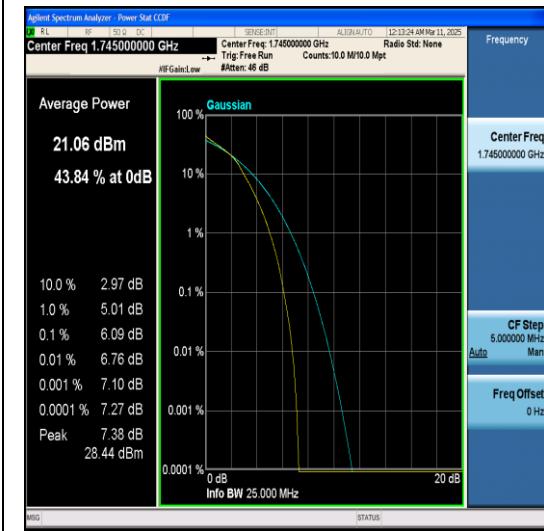 Agilent Spectrum Analyzer - Power Stat CCDF
RL RF 50 Ω DC SENSE:INT ALIGN AUTO 12:13:24 AM Mar 11, 2025
Center Freq 1.745000000 GHz
Center Freq: 1.745000000 GHz Radio Std: None
Trig: Free Run Counts:10.0 M/10.0 Mpt
#IFGain:Low #Atten: 46 dB
Frequency
Average Power
21.06 dBm
43.84 % at 0dB
10.0 % 2.97 dB
1.0 % 5.01 dB
0.1 % 6.09 dB
0.01 % 6.76 dB
0.001 % 7.10 dB
0.0001 % 7.27 dB
Peak 7.38 dB
28.44 dBm
Gaussian
100 %
10 %
1 %
0.1 %
0.01 %
0.001 %
0.0001 %
0 dB 20 dB
Info BW 25.000 MHz
Center Freq
1.745000000 GHz
CF Step
5.000000 MHz
Auto Man
Freq Offset
0 Hz
MSG STATUS